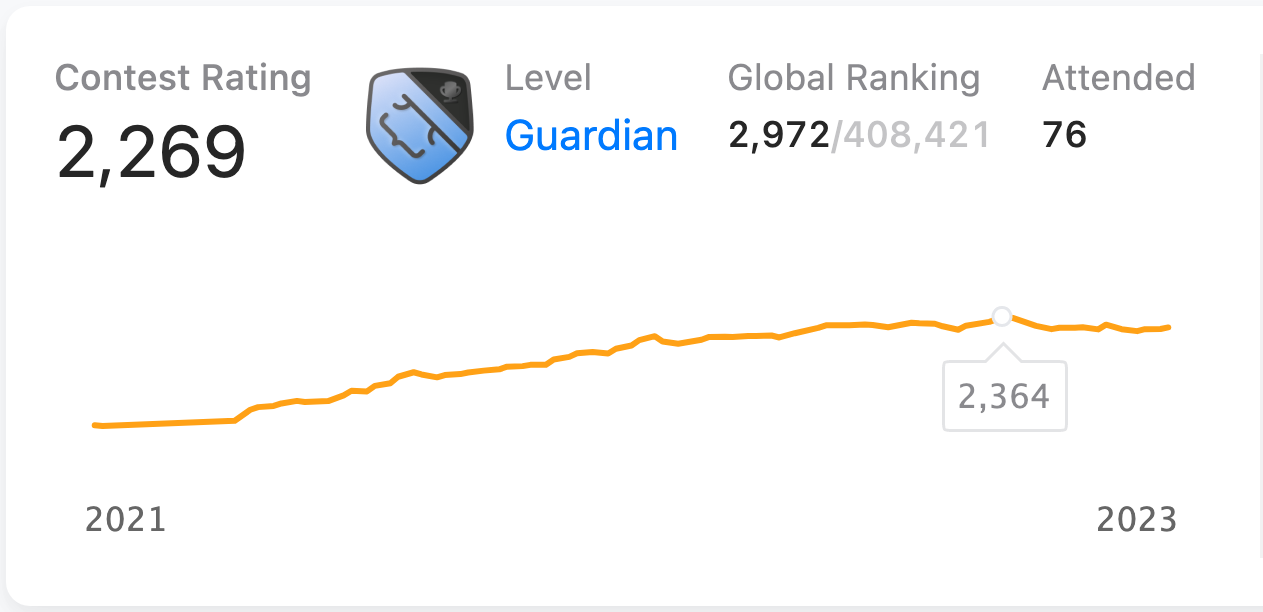 Contest Rating
2,269
Level
Guardian
Global Ranking
2,972/408,421
Attended
76
2,364
2021
2023